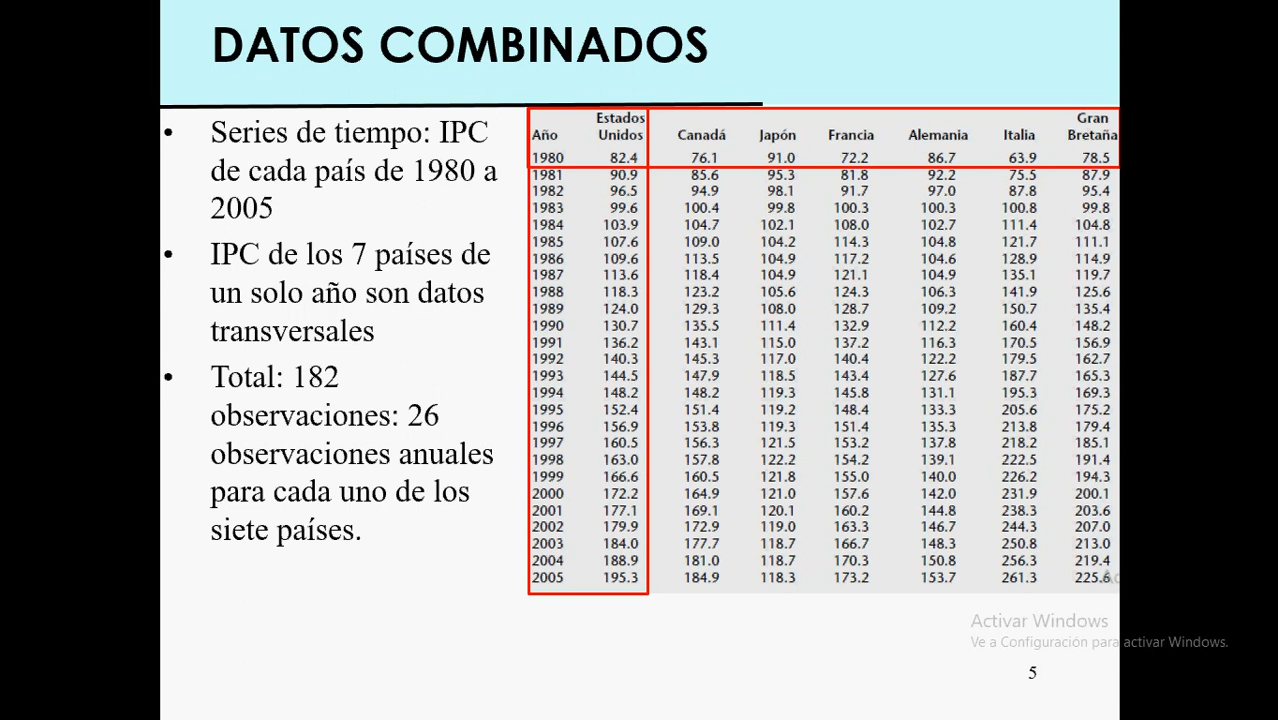 DATOS COMBINADOS
• Series de tiempo: IPC
de cada país de 1980 a
2005
• IPC de los 7 países de
un solo año son datos
transversales
• Total: 182
observaciones: 26
observaciones anuales
para cada uno de los
siete países.
Estados Gran
Año Unidos Canadá Japón Francia Alemania Italia Bretaña
1980 82.4 76.1 91.0 72.2 86.7 63.9 78.5
1981 90.9 85.6 95.3 81.8 92.2 75.5 87.9
1982 96.5 94.9 98.1 91.7 97.0 87.8 95.4
1983 99.6 100.4 99.8 100.3 100.3 100.8 99.8
1984 103.9 104.7 102.1 108.0 102.7 111.4 104.8
1985 107.6 109.0 104.2 114.3 104.8 121.7 111.1
1986 109.6 113.5 104.9 117.2 104.6 128.9 114.9
1987 113.6 118.4 104.9 121.1 104.9 135.1 119.7
1988 118.3 123.2 105.6 124.3 106.3 141.9 125.6
1989 124.0 129.3 108.0 128.7 109.2 150.7 135.4
1990 130.7 135.5 111.4 132.9 112.2 160.4 148.2
1991 136.2 143.1 115.0 137.2 116.3 170.5 156.9
1992 140.3 145.3 117.0 140.4 122.2 179.5 162.7
1993 144.5 147.9 118.5 143.4 127.6 187.7 165.3
1994 148.2 148.2 119.3 145.8 131.1 195.3 169.3
1995 152.4 151.4 119.2 148.4 133.3 205.6 175.2
1996 156.9 153.8 119.3 151.4 135.3 213.8 179.4
1997 160.5 156.3 121.5 153.2 137.8 218.2 185.1
1998 163.0 157.8 122.2 154.2 139.1 222.5 191.4
1999 166.6 160.5 121.8 155.0 140.0 226.2 194.3
2000 172.2 164.9 121.0 157.6 142.0 231.9 200.1
2001 177.1 169.1 120.1 160.2 144.8 238.3 203.6
2002 179.9 172.9 119.0 163.3 146.7 244.3 207.0
2003 184.0 177.7 118.7 166.7 148.3 250.8 213.0
2004 188.9 181.0 118.7 170.3 150.8 256.3 219.4
2005 195.3 184.9 118.3 173.2 153.7 261.3 225.6
Activar Windows
Ve a Configuración para activar Windows.
5